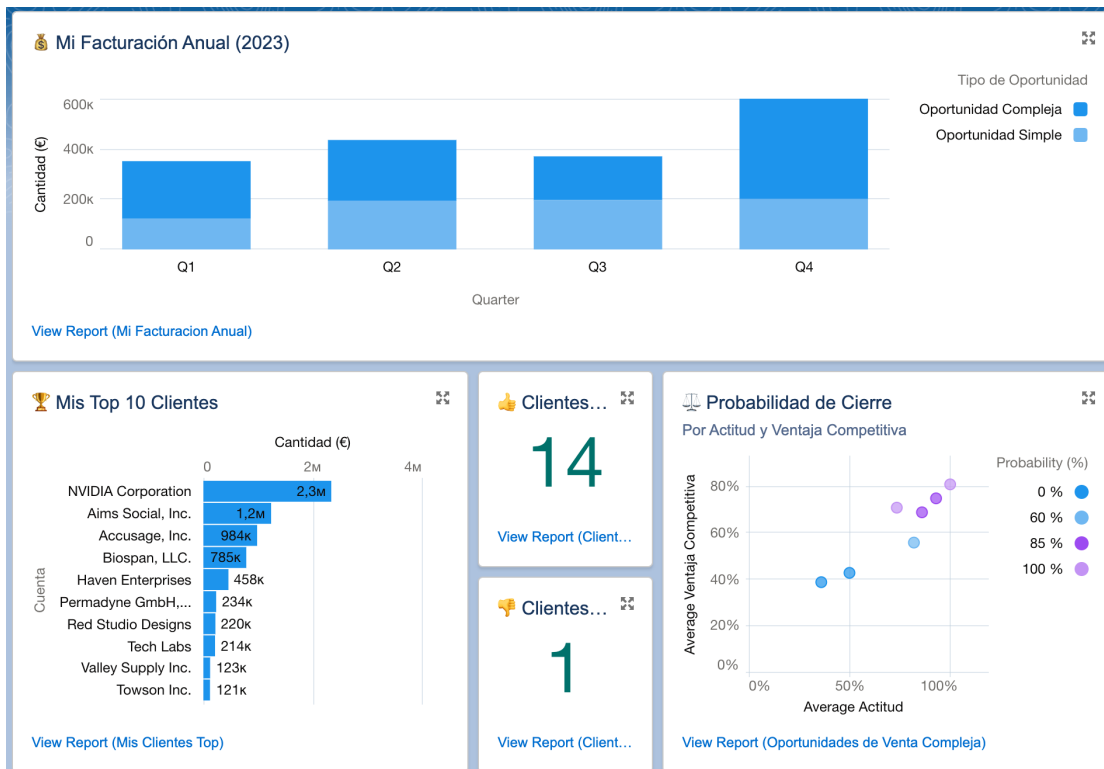 Mi Facturación Anual (2023)
Tipo de Oportunidad
Oportunidad Compleja
Oportunidad Simple
Cantidad (€)
600K
400K
200K
0
Q1
Q2
Q3
Q4
Quarter
View Report (Mi Facturacion Anual)
Mis Top 10 Clientes
Cantidad (€)
0
2M
4M
Cuenta
NVIDIA Corporation
2,3M
Aims Social, Inc.
1,2M
Accusage, Inc.
984K
Biospan, LLC.
785K
Haven Enterprises
458K
Permadyne GmbH,...
234K
Red Studio Designs
220K
Tech Labs
214K
Valley Supply Inc.
123K
Towson Inc.
121K
View Report (Mis Clientes Top)
Clientes...
14
View Report (Client...
Clientes...
1
View Report (Client...
Probabilidad de Cierre
Por Actitud y Ventaja Competitiva
Probability (%)
0 %
60 %
85 %
100 %
Average Ventaja Competitiva
80%
60%
40%
20%
0%
0%
50%
100%
Average Actitud
View Report (Oportunidades de Venta Compleja)